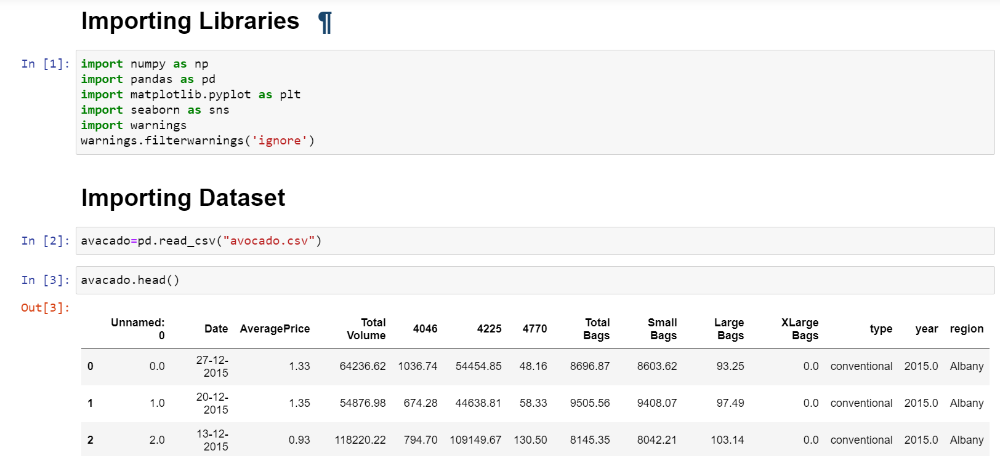 Importing Libraries ¶
In [1]: import numpy as np
import pandas as pd
import matplotlib.pyplot as plt
import seaborn as sns
import warnings
warnings.filterwarnings('ignore')
Importing Dataset
In [2]: avacado=pd.read_csv("avocado.csv")
In [3]: avacado.head()
Out[3]:
Unnamed: 0 Date AveragePrice Total Volume 4046 4225 4770 Total Bags Small Bags Large Bags XLarge Bags type year region
0 0.0 27-12-2015 1.33 64236.62 1036.74 54454.85 48.16 8696.87 8603.62 93.25 0.0 conventional 2015.0 Albany
1 1.0 20-12-2015 1.35 54876.98 674.28 44638.81 58.33 9505.56 9408.07 97.49 0.0 conventional 2015.0 Albany
2 2.0 13-12-2015 0.93 118220.22 794.70 109149.67 130.50 8145.35 8042.21 103.14 0.0 conventional 2015.0 Albany